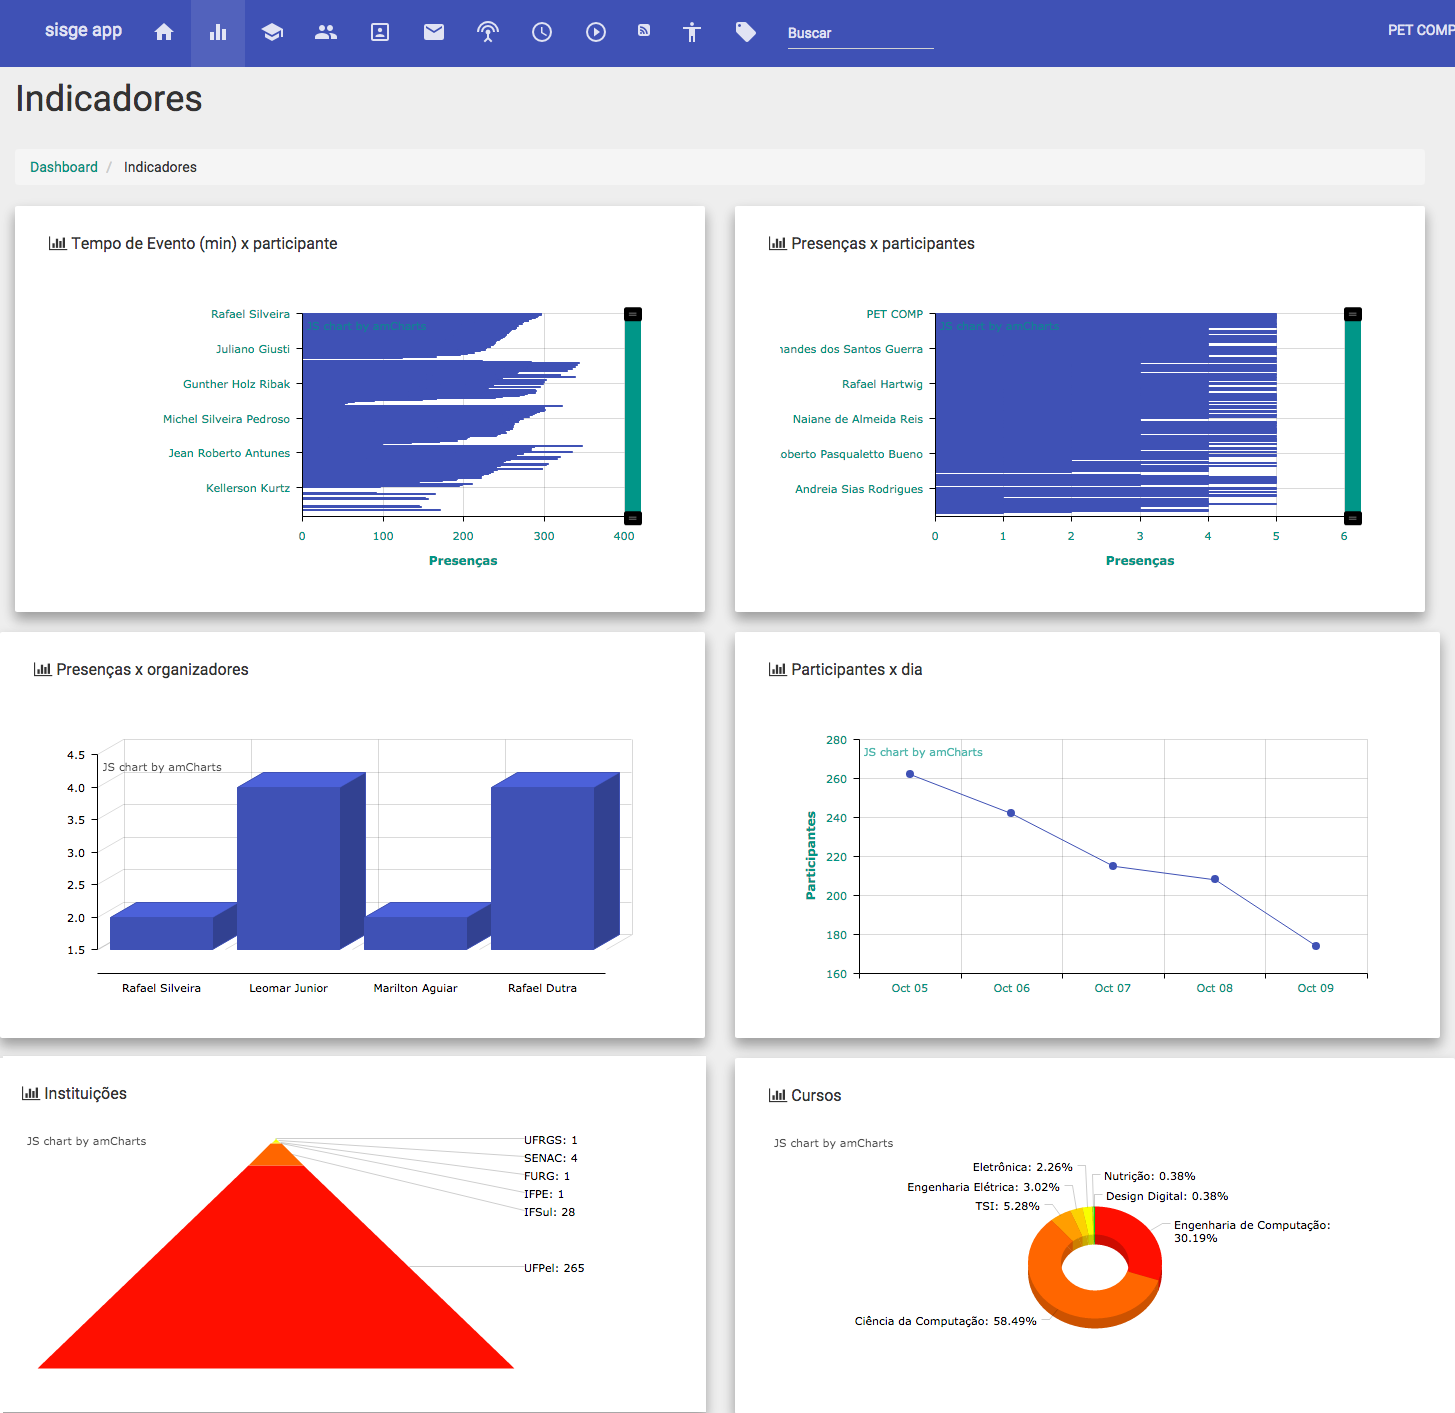 sisge app
Buscar
PET COMP
Indicadores
Dashboard / Indicadores
Tempo de Evento (min) x participante
JS chart by amCharts
Rafael Silveira
Juliano Giusti
Gunther Holz Ribak
Michel Silveira Pedroso
Jean Roberto Antunes
Kellerson Kurtz
0 100 200 300 400
Presenças
Presenças x participantes
JS chart by amCharts
PET COMP
nandes dos Santos Guerra
Rafael Hartwig
Naiane de Almeida Reis
oberto Pasqualetto Bueno
Andreia Sias Rodrigues
0 1 2 3 4 5 6
Presenças
Presenças x organizadores
JS chart by amCharts
4.5
4.0
3.5
3.0
2.5
2.0
1.5
Rafael Silveira Leomar Junior Marilton Aguiar Rafael Dutra
Participantes x dia
JS chart by amCharts
Participantes
280
260
240
220
200
180
160
Oct 05 Oct 06 Oct 07 Oct 08 Oct 09
Instituições
JS chart by amCharts
UFRGS: 1
SENAC: 4
FURG: 1
IFPE: 1
IFSul: 28
UFPel: 265
Cursos
JS chart by amCharts
Eletrônica: 2.26%
Engenharia Elétrica: 3.02%
TSI: 5.28%
Nutrição: 0.38%
Design Digital: 0.38%
Engenharia de Computação:
30.19%
Ciência da Computação: 58.49%